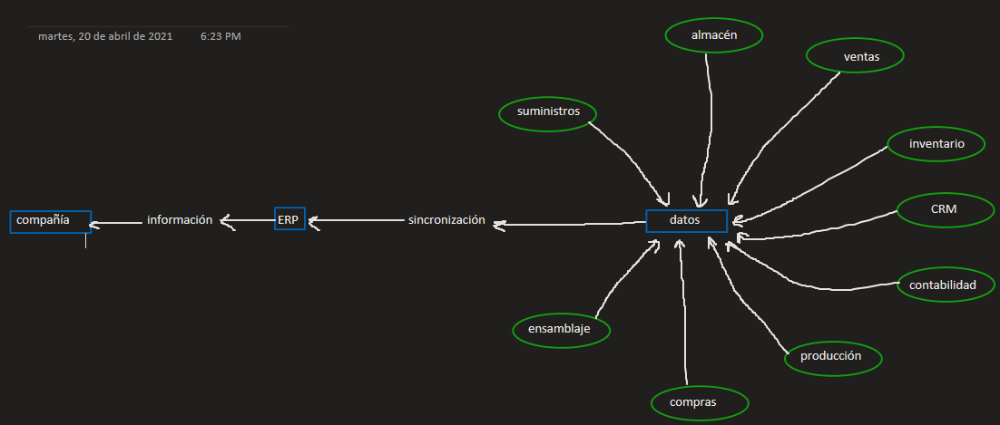 martes, 20 de abril de 2021 6:23 PM
almacén
ventas
suministros
inventario
CRM
compañía
información
ERP
sincronización
datos
contabilidad
ensamblaje
producción
compras